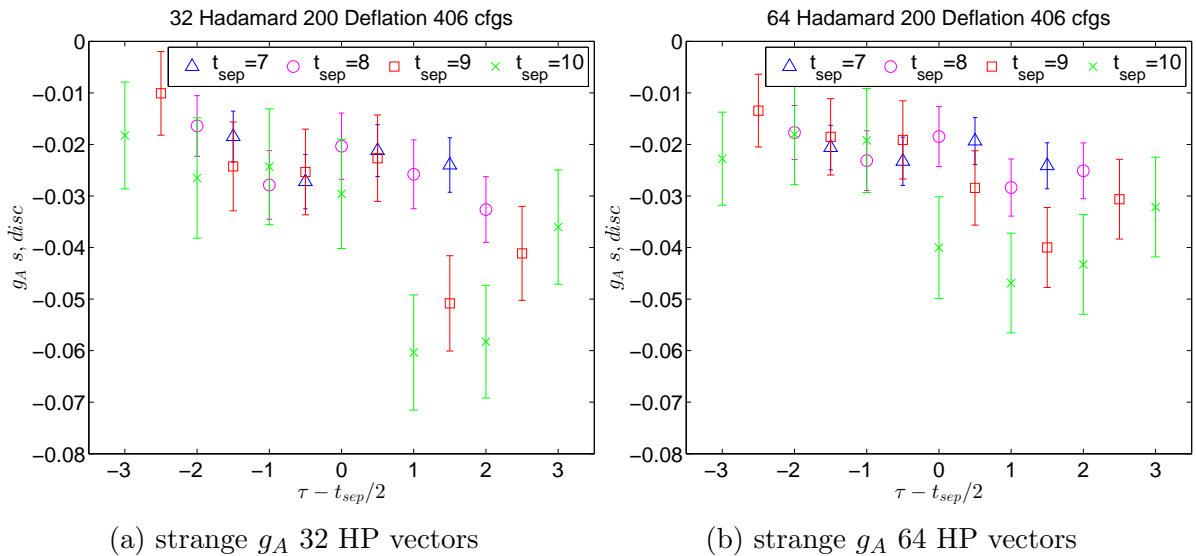 32 Hadamard 200 Deflation 406 cfgs
t_sep=7 t_sep=8 t_sep=9 t_sep=10
0
−0.01
−0.02
−0.03
−0.04
−0.05
−0.06
−0.07
−0.08
g_A s, disc
−3 −2 −1 0 1 2 3
τ − t_sep/2
(a) strange g_A 32 HP vectors
64 Hadamard 200 Deflation 406 cfgs
t_sep=7 t_sep=8 t_sep=9 t_sep=10
0
−0.01
−0.02
−0.03
−0.04
−0.05
−0.06
−0.07
−0.08
g_A s, disc
−3 −2 −1 0 1 2 3
τ − t_sep/2
(b) strange g_A 64 HP vectors